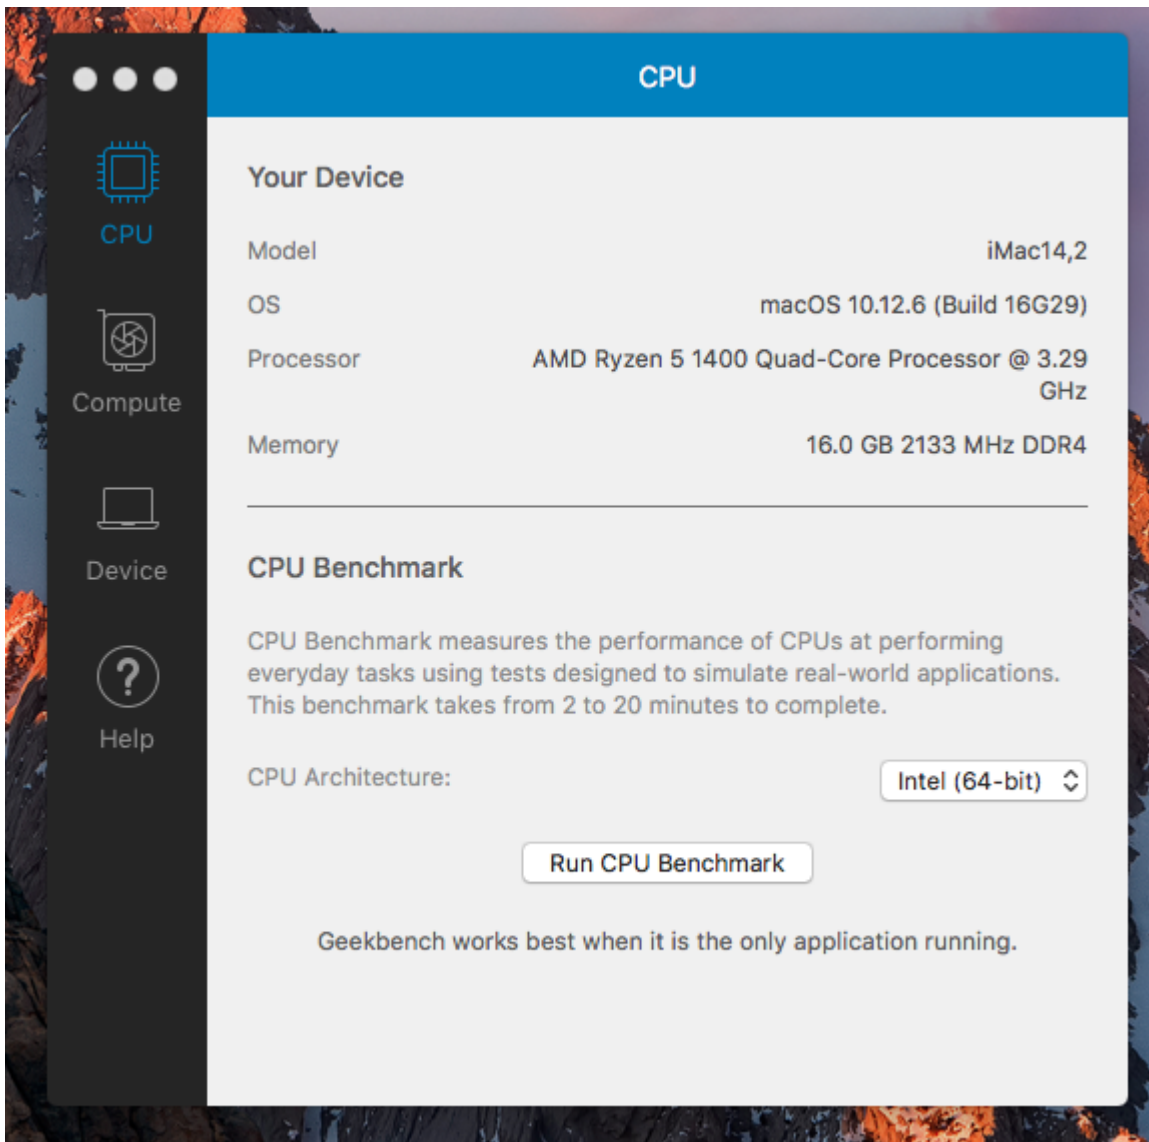 CPU
CPU
Compute
Device
Help
Your Device
Model iMac14,2
OS macOS 10.12.6 (Build 16G29)
Processor AMD Ryzen 5 1400 Quad-Core Processor @ 3.29
GHz
Memory 16.0 GB 2133 MHz DDR4
CPU Benchmark
CPU Benchmark measures the performance of CPUs at performing
everyday tasks using tests designed to simulate real-world applications.
This benchmark takes from 2 to 20 minutes to complete.
CPU Architecture: Intel (64-bit)
Run CPU Benchmark
Geekbench works best when it is the only application running.